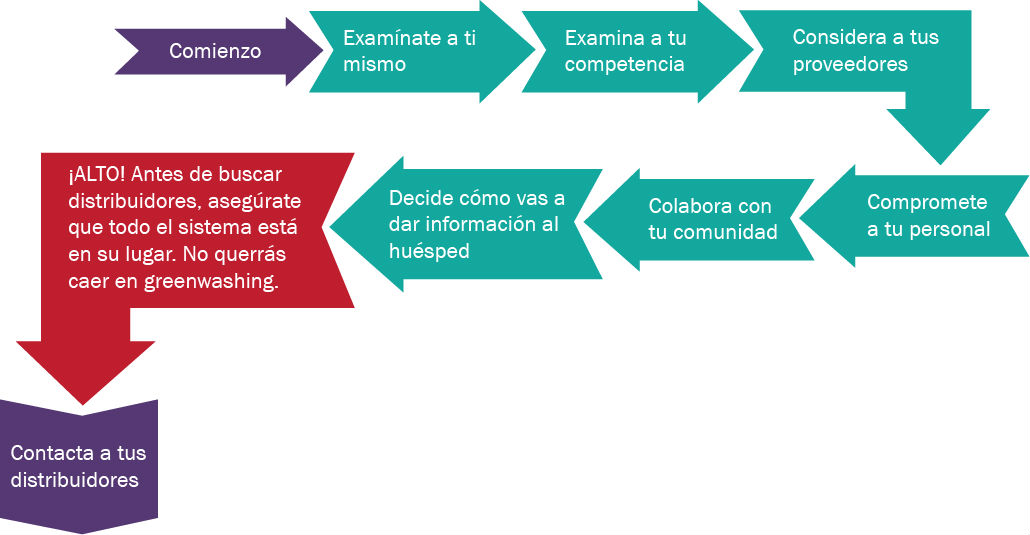 Comienzo
Examínate a ti
mismo
Examina a tu
competencia
Considera a tus
proveedores
Compromete
a tu personal
Colabora con
tu comunidad
Decide cómo vas a
dar información al
huésped
¡ALTO! Antes de buscar
distribuidores, asegúrate
que todo el sistema está
en su lugar. No querrás
caer en greenwashing.
Contacta a tus
distribuidores